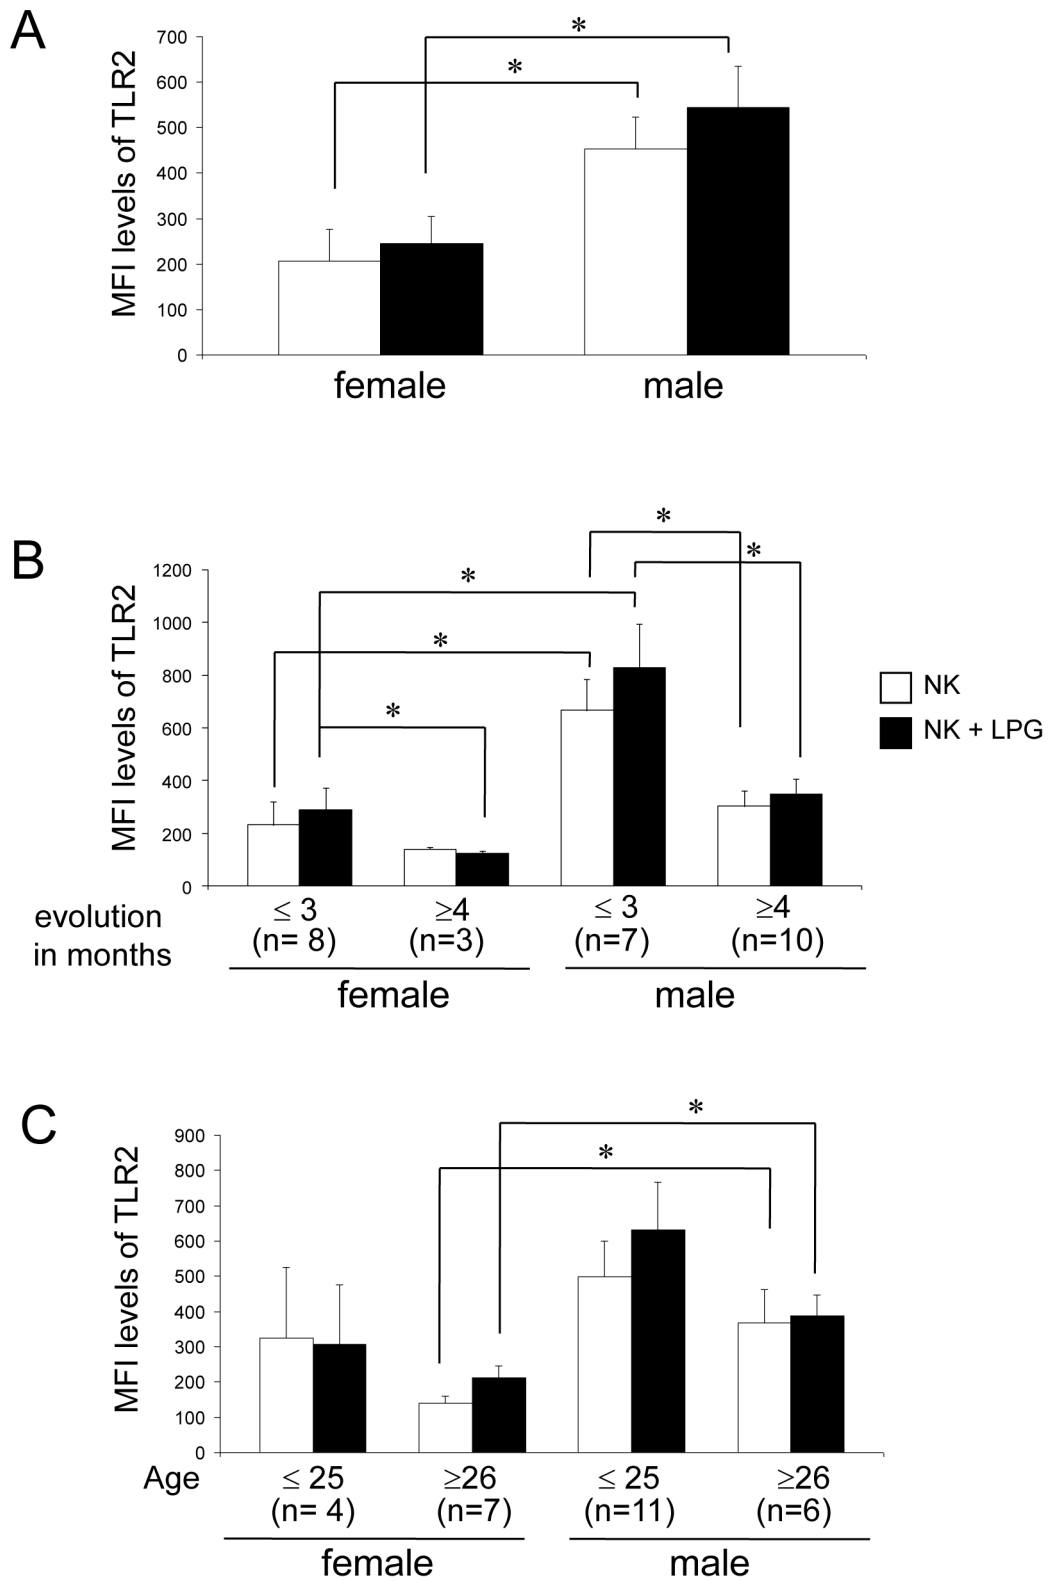 A
MFI levels of TLR2
700
600
500
400
300
200
100
0
*
*
female male
B
MFI levels of TLR2
1200
1000
800
600
400
200
0
*
*
*
*
*
NK
NK + LPG
evolution
in months
≤ 3 ≥4 ≤ 3 ≥4
(n= 8) (n=3) (n=7) (n=10)
female male
C
MFI levels of TLR2
900
800
700
600
500
400
300
200
100
0
*
*
Age ≤ 25 ≥26 ≤ 25 ≥26
(n= 4) (n=7) (n=11) (n=6)
female male